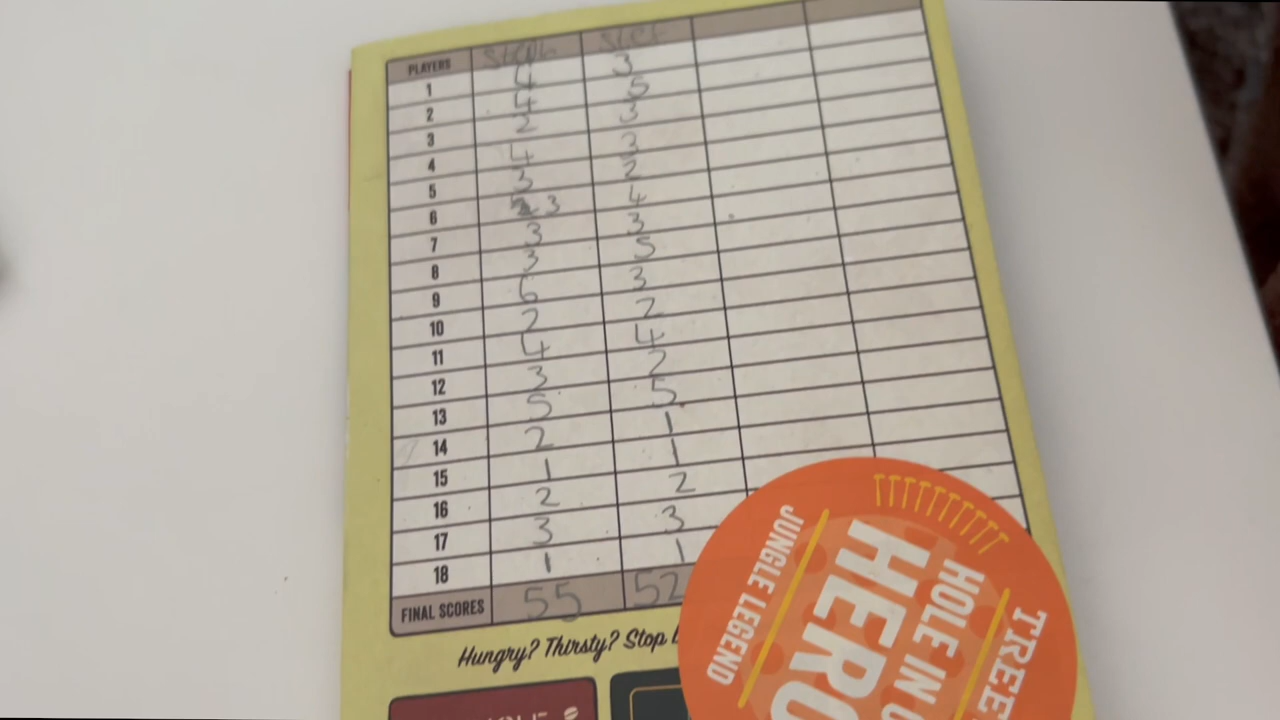 PLAYERS Steph Stef
1 4 3
2 4 5
3 2 3
4 4 3
5 3 2
6 3 4
7 3 3
8 3 5
9 6 3
10 2 2
11 4 4
12 3 2
13 5 5
14 2 1
15 1 1
16 2 2
17 3 3
18 1 1
FINAL SCORES 55 52
Hungry? Thirsty? Stop
TREE
HOLE IN
HERO
JUNGLE LEGEND